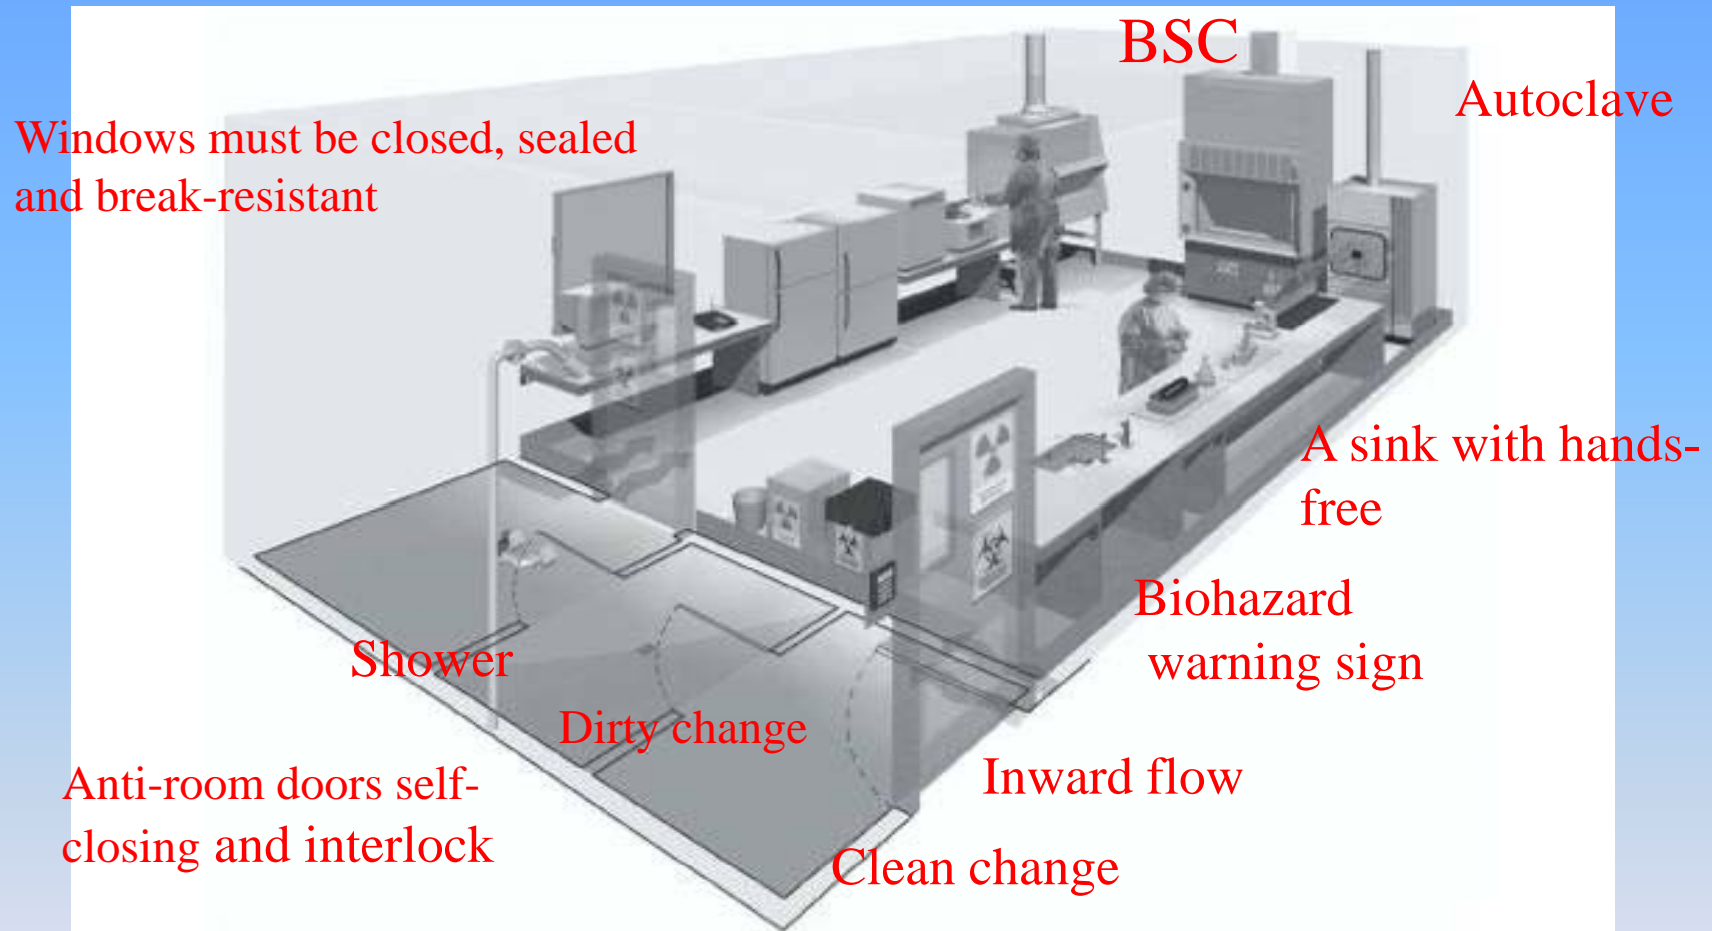 BSC
Autoclave
Windows must be closed, sealed
and break-resistant
A sink with hands-
free
Biohazard
warning sign
Shower
Dirty change
Inward flow
Anti-room doors self-
closing and interlock
Clean change